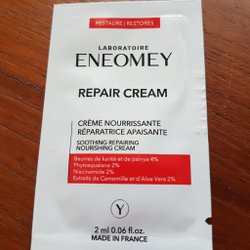 RESTAURE | RESTORES
LABORATOIRE
ENEOMEY
REPAIR CREAM
CRÈME NOURRISSANTE
RÉPARATRICE APAISANTE
SOOTHING REPAIRING
NOURISHING CREAM
Beurres de karité et de painya 4%
Phytosqualane 2%
Niacinamide 2%
Extraits de Camomille et d'Aloe Vera 2%
Y
2 ml 0.06 fl.oz.
MADE IN FRANCE